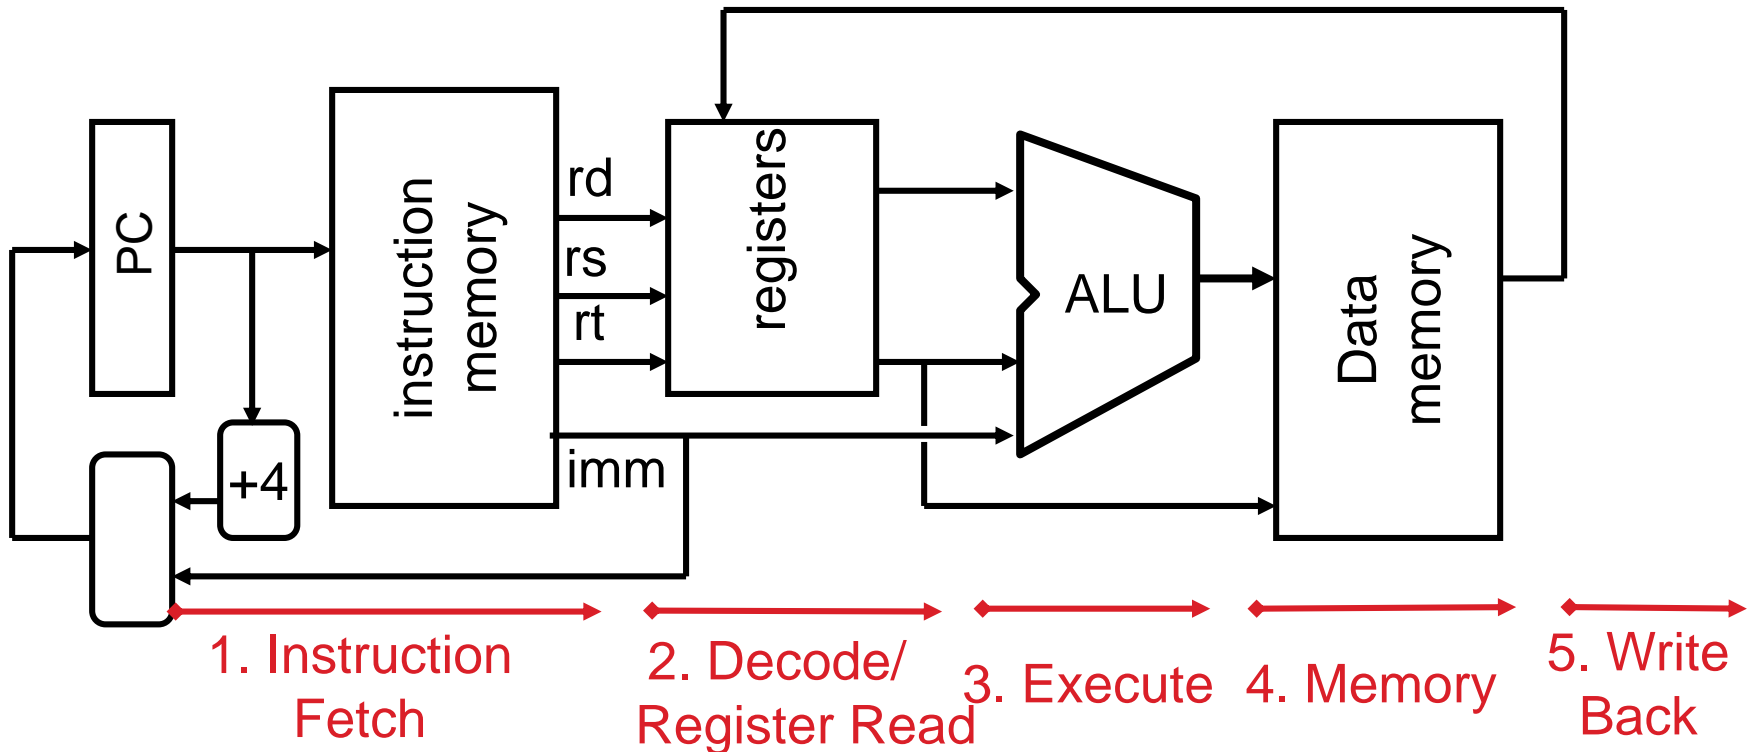 PC
+4
instruction
memory
rd
rs
rt
imm
registers
ALU
Data
memory
1. Instruction
Fetch
2. Decode/
Register Read
3. Execute
4. Memory
5. Write
Back